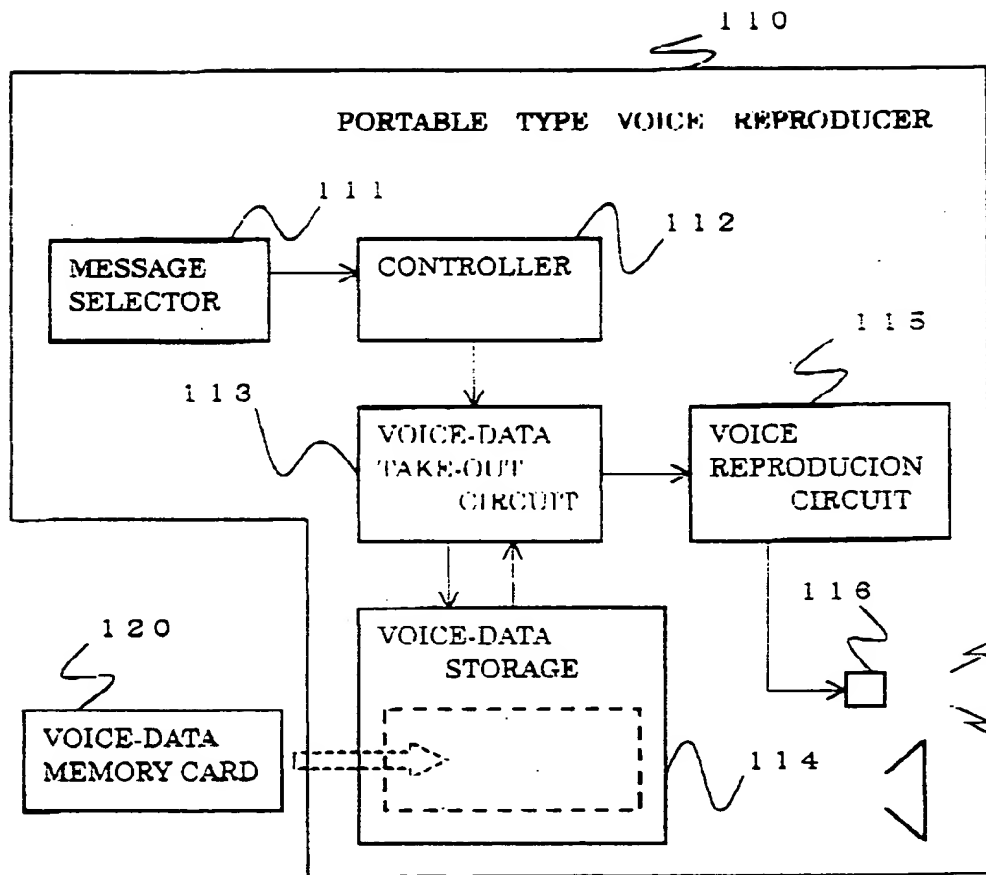 110
PORTABLE TYPE VOICE REPRODUCER
111
112
MESSAGE
SELECTOR
CONTROLLER
115
113
VOICE-DATA
TAKE-OUT
CIRCUIT
VOICE
REPRODUCION
CIRCUIT
116
120
VOICE-DATA
STORAGE
VOICE-DATA
MEMORY CARD
114